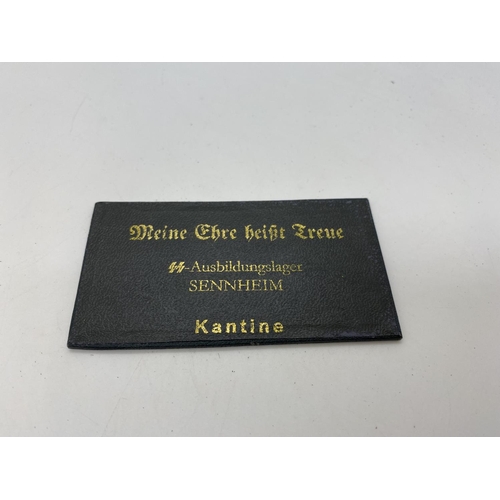 Meine Ehre heißt Treue
ᛋᛋ-Ausbildungslager
SENNHEIM
Kantine